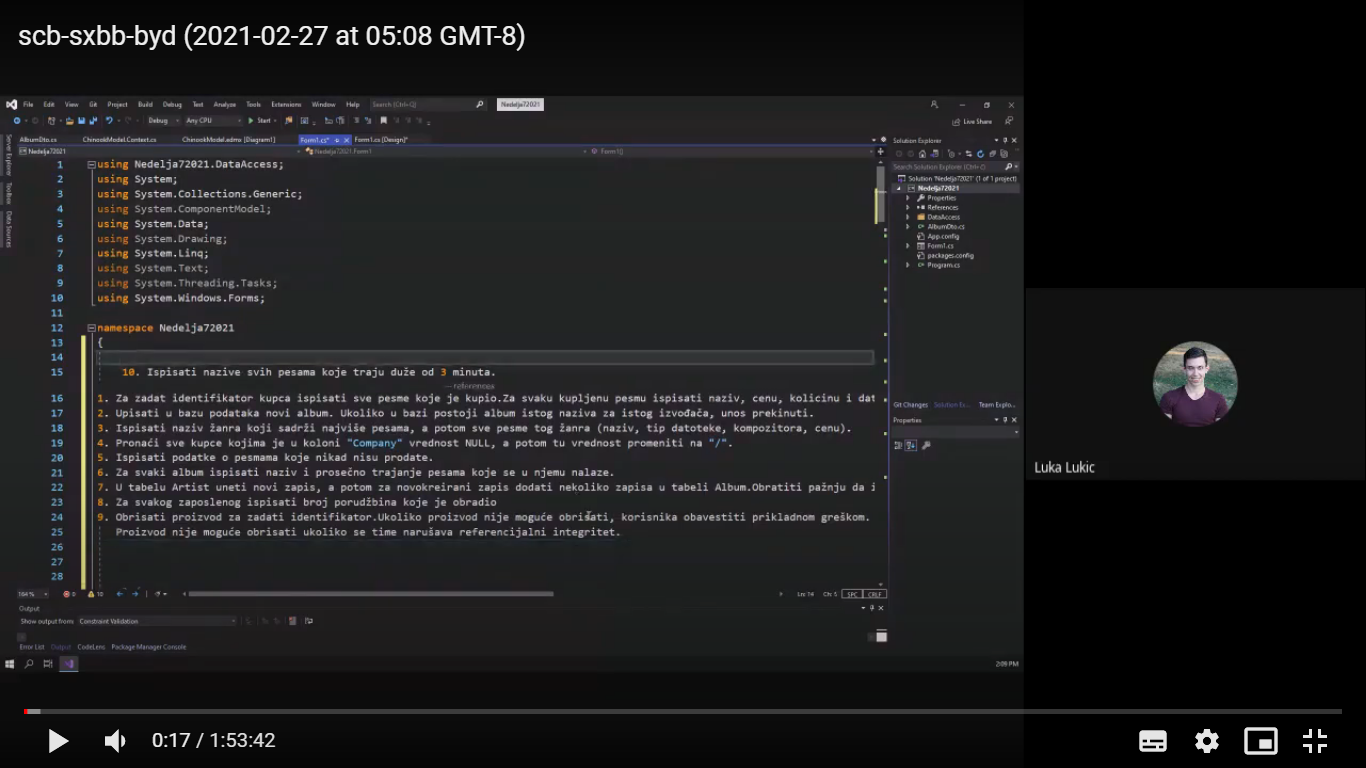 scb-sxbb-byd (2021-02-27 at 05:08 GMT-8)
File Edit View Git Project Build Debug Test Analyze Tools Extensions Window Help Search (Ctrl+Q) Nedelja72021
Debug Any CPU Start Live Share
AlbumDto.cs ChinookModel.Context.cs ChinookModel.edmx [Diagram1] Form1.cs* Form1.cs [Design]*
Nedelja72021 Nedelja72021.Form1 Form1()
Server Explorer
Toolbox
Data Sources
1 using Nedelja72021.DataAccess;
2 using System;
3 using System.Collections.Generic;
4 using System.ComponentModel;
5 using System.Data;
6 using System.Drawing;
7 using System.Linq;
8 using System.Text;
9 using System.Threading.Tasks;
10 using System.Windows.Forms;
11
12 namespace Nedelja72021
13 {
14
15 10. Ispisati nazive svih pesama koje traju duže od 3 minuta.
references
16 1. Za zadat identifikator kupca ispisati sve pesme koje je kupio.Za svaku kupljenu pesmu ispisati naziv, cenu, kolicinu i dat
17 2. Upisati u bazu podataka novi album. Ukoliko u bazi postoji album istog naziva za istog izvođača, unos prekinuti.
18 3. Ispisati naziv žanra koji sadrži najviše pesama, a potom sve pesme tog žanra (naziv, tip datoteke, kompozitora, cenu).
19 4. Pronaći sve kupce kojima je u koloni "Company" vrednost NULL, a potom tu vrednost promeniti na "/".
20 5. Ispisati podatke o pesmama koje nikad nisu prodate.
21 6. Za svaki album ispisati naziv i prosečno trajanje pesama koje se u njemu nalaze.
22 7. U tabelu Artist uneti novi zapis, a potom za novokreirani zapis dodati nekoliko zapisa u tabeli Album.Obratiti pažnju da i
23 8. Za svakog zaposlenog ispisati broj porudžbina koje je obradio
24 9. Obrisati proizvod za zadati identifikator.Ukoliko proizvod nije moguće obrisati, korisnika obavestiti prikladnom greškom.
25 Proizvod nije moguće obrisati ukoliko se time narušava referencijalni integritet.
26
27
28
164 % 0 10 Ln: 14 Ch: 1 SPC CRLF
Output
Show output from: Constraint Validation
Error List Output CodeLens Package Manager Console
2:09 PM
Solution Explorer
Search Solution Explorer (Ctrl+;)
Solution 'Nedelja72021' (1 of 1 project)
Nedelja72021
Properties
References
DataAccess
AlbumDto.cs
App.config
Form1.cs
packages.config
Program.cs
Git Changes Solution Ex... Team Explo...
Properties
Luka Lukic
0:17 / 1:53:42